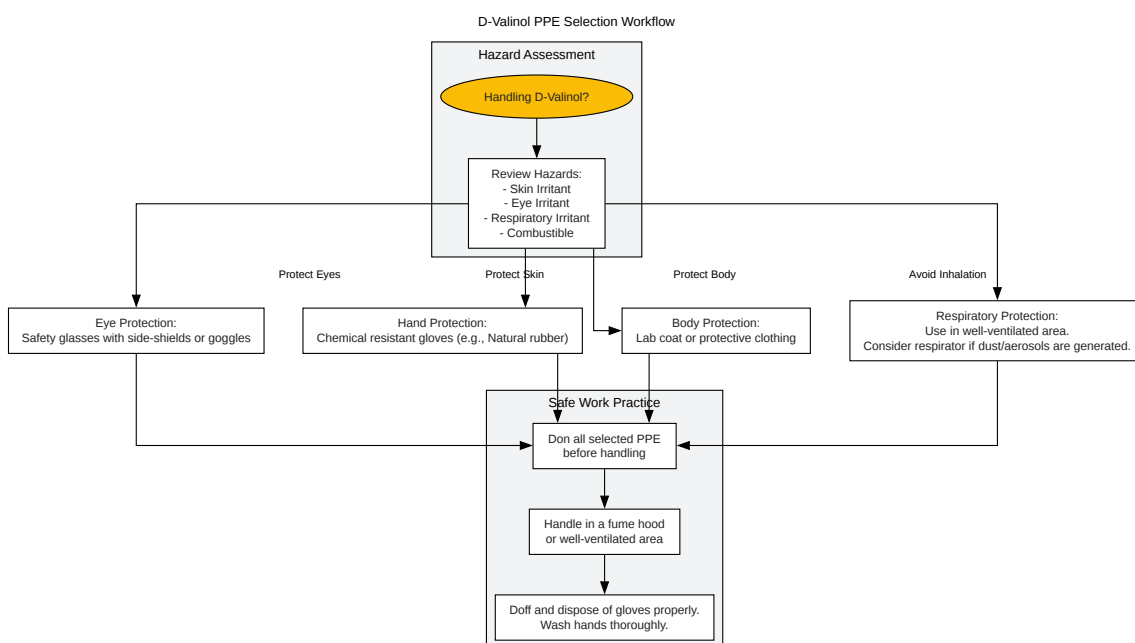 D-Valinol PPE Selection Workflow
Hazard Assessment
Handling D-Valinol?
Review Hazards:
- Skin Irritant
- Eye Irritant
- Respiratory Irritant
- Combustible
Protect Eyes
Protect Skin
Protect Body
Avoid Inhalation
Eye Protection:
Safety glasses with side-shields or goggles
Hand Protection:
Chemical resistant gloves (e.g., Natural rubber)
Body Protection:
Lab coat or protective clothing
Respiratory Protection:
Use in well-ventilated area.
Consider respirator if dust/aerosols are generated.
Safe Work Practice
Don all selected PPE
before handling
Handle in a fume hood
or well-ventilated area
Doff and dispose of gloves properly.
Wash hands thoroughly.